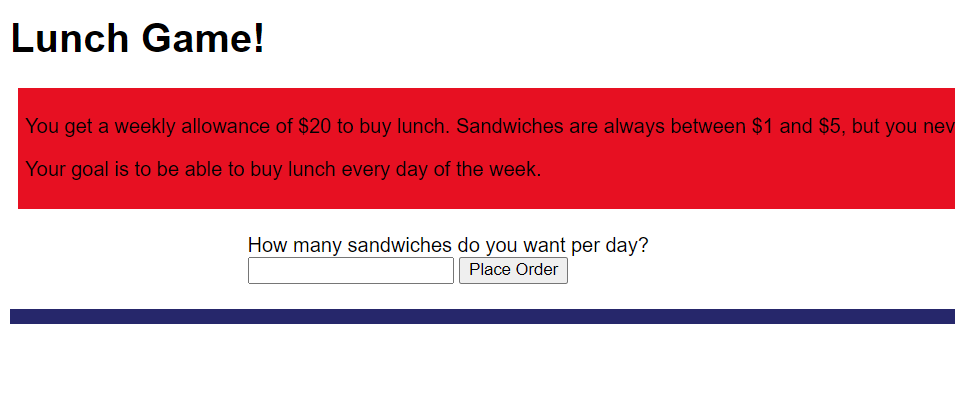 Lunch Game!
You get a weekly allowance of $20 to buy lunch. Sandwiches are always between $1 and $5, but you nev
Your goal is to be able to buy lunch every day of the week.
How many sandwiches do you want per day?
Place Order